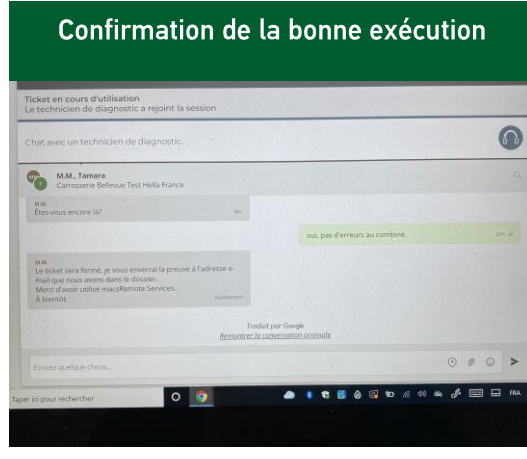 Confirmation de la bonne exécution
Ticket en cours d'utilisation
Le technicien de diagnostic a rejoint la session
Chat avec un technicien de diagnostic.
M.M., Tamara
Carrosserie Bellevue Test Hella France
M.M.
Êtes-vous encore là?
oui, pas d'erreurs au combiné.
M.M.
Le ticket sera fermé, je vous enverrai la preuve à l'adresse e-
mail que nous avons dans le dossier.
Merci d'avoir utilisé macsRemote Services.
À bientôt.
maintenant
Traduit par Google
Remontrer la conversation originale
Écrivez quelque chose...
Taper ici pour rechercher
FRA